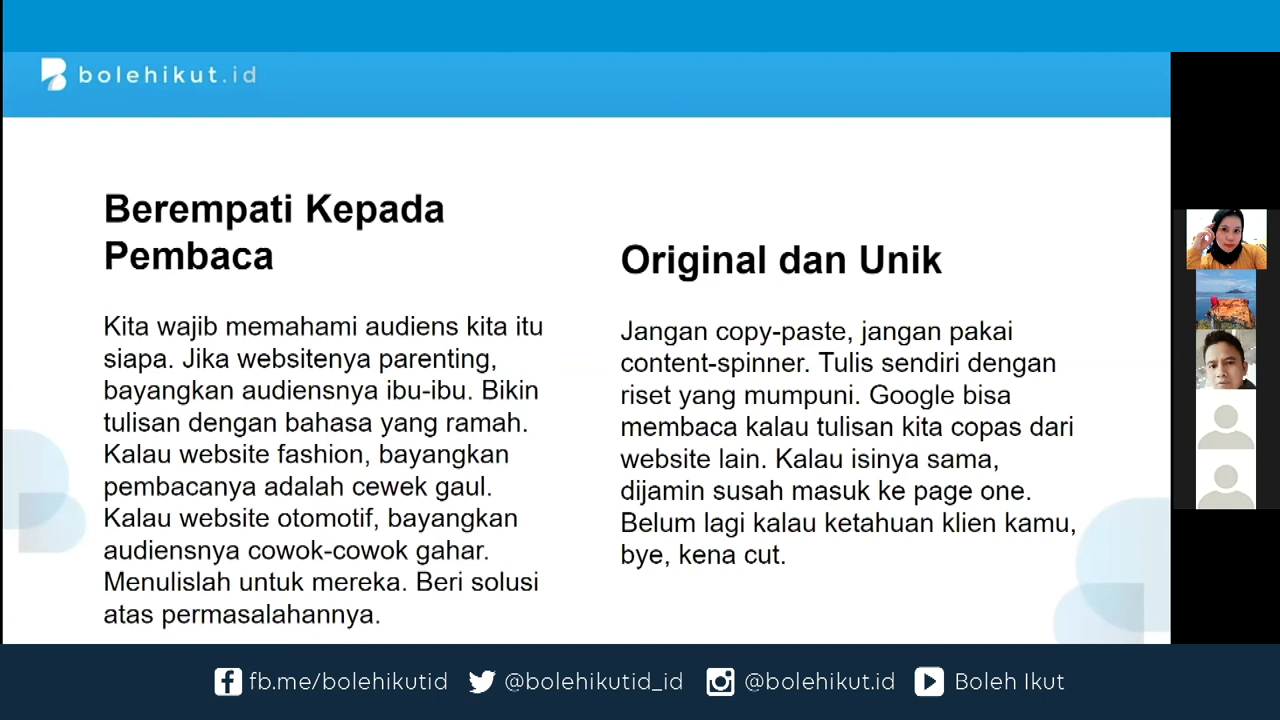 bolehikut.id
Berempati Kepada
Pembaca
Kita wajib memahami audiens kita itu
siapa. Jika websitenya parenting,
bayangkan audiensnya ibu-ibu. Bikin
tulisan dengan bahasa yang ramah.
Kalau website fashion, bayangkan
pembacanya adalah cewek gaul.
Kalau website otomotif, bayangkan
audiensnya cowok-cowok gahar.
Menulislah untuk mereka. Beri solusi
atas permasalahannya.
Original dan Unik
Jangan copy-paste, jangan pakai
content-spinner. Tulis sendiri dengan
riset yang mumpuni. Google bisa
membaca kalau tulisan kita copas dari
website lain. Kalau isinya sama,
dijamin susah masuk ke page one.
Belum lagi kalau ketahuan klien kamu,
bye, kena cut.
fb.me/bolehikutid @bolehikutid_id @bolehikut.id Boleh Ikut